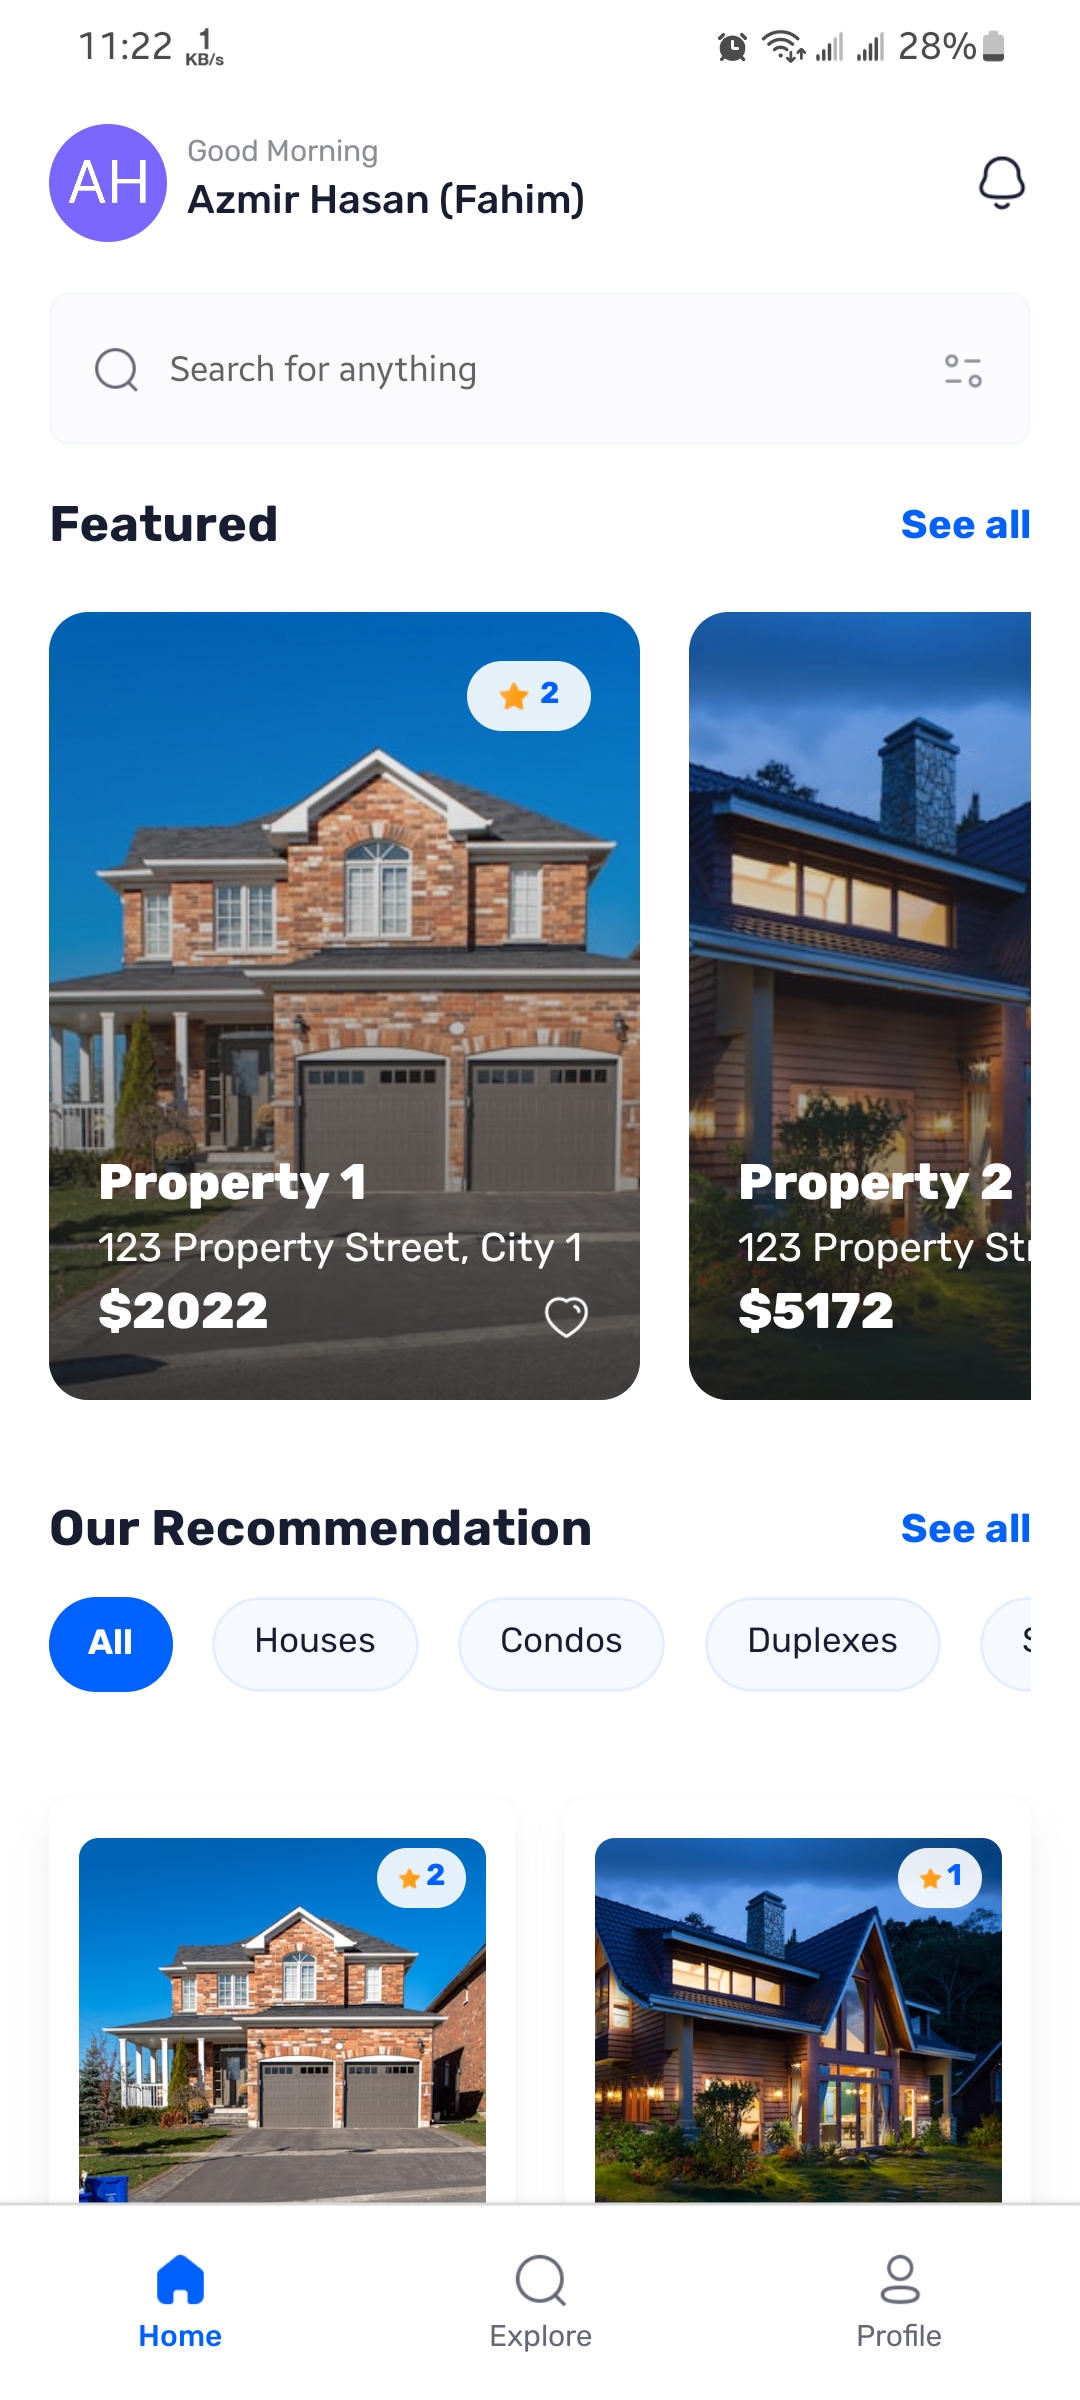 11:22 1 KB/s 28%
AH
Good Morning
Azmir Hasan (Fahim)
Search for anything
Featured See all
2
Property 1
123 Property Street, City 1
$2022
Property 2
123 Property Str
$5172
Our Recommendation See all
All Houses Condos Duplexes S
2
1
Home Explore Profile